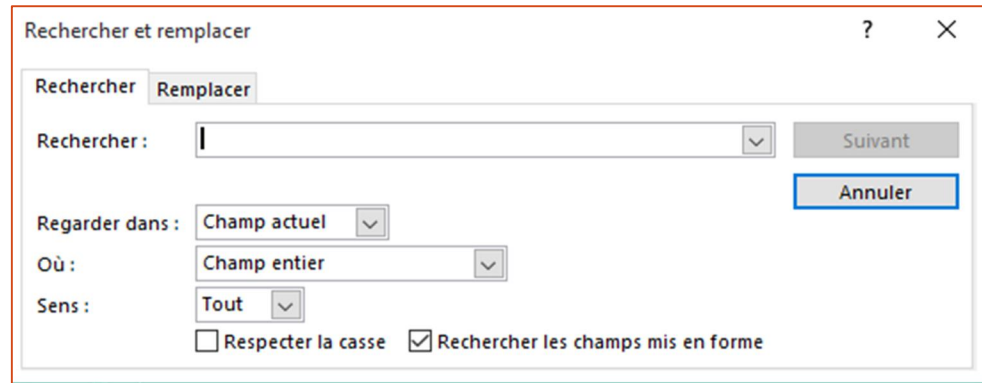 Rechercher et remplacer ?
Rechercher Remplacer
Rechercher : Suivant
Annuler
Regarder dans : Champ actuel
Où : Champ entier
Sens : Tout
Respecter la casse Rechercher les champs mis en forme